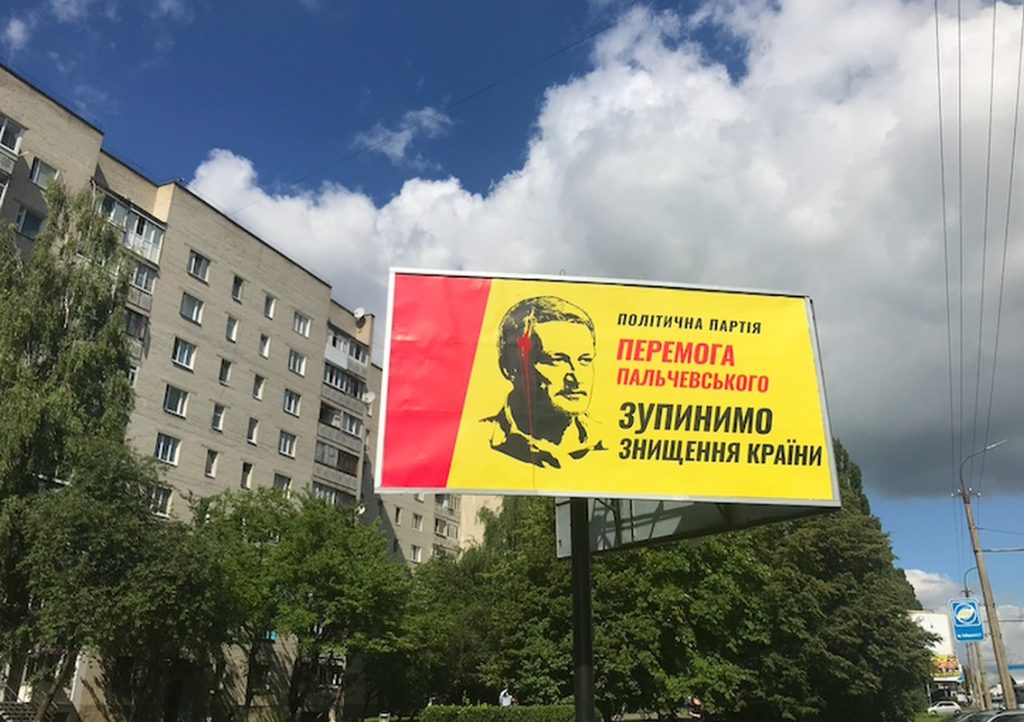 ПОЛІТИЧНА ПАРТІЯ
ПЕРЕМОГА
ПАЛЬЧЕВСЬКОГО
ЗУПИНИМО
ЗНИЩЕННЯ КРАЇНИ